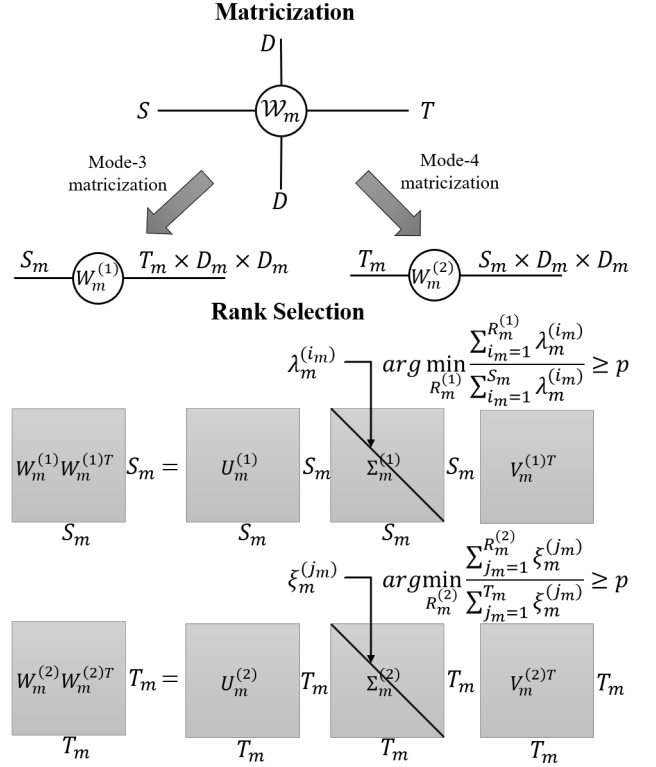 Matricization
D
S 𝒲_m T
D
Mode-3
matricization
Mode-4
matricization
S_m W_m^{(1)} T_m × D_m × D_m
T_m W_m^{(2)} S_m × D_m × D_m
Rank Selection
λ_m^{(i_m)} arg min_{R_m^{(1)}} \frac{∑_{i_m=1}^{R_m^{(1)}} λ_m^{(i_m)}}{∑_{i_m=1}^{S_m} λ_m^{(i_m)}} ≥ p
W_m^{(1)} W_m^{(1)T} S_m = U_m^{(1)} S_m Σ_m^{(1)} S_m V_m^{(1)T}
S_m S_m S_m
ξ_m^{(j_m)} arg min_{R_m^{(2)}} \frac{∑_{j_m=1}^{R_m^{(2)}} ξ_m^{(j_m)}}{∑_{j_m=1}^{T_m} ξ_m^{(j_m)}} ≥ p
W_m^{(2)} W_m^{(2)T} T_m = U_m^{(2)} T_m Σ_m^{(2)} T_m V_m^{(2)T} T_m
T_m T_m T_m T_m